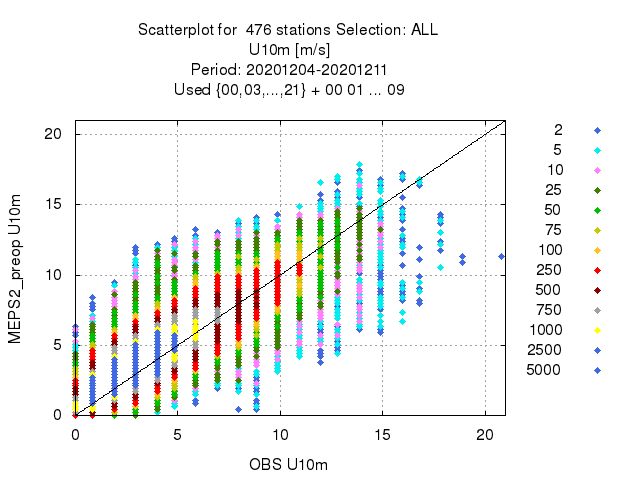 Scatterplot for 476 stations Selection: ALL
U10m [m/s]
Period: 20201204-20201211
Used {00,03,...,21} + 00 01 ... 09
MEPS2_preop U10m
20
15
10
5
0
0 5 10 15 20
OBS U10m
2
5
10
25
50
75
100
250
500
750
1000
2500
5000